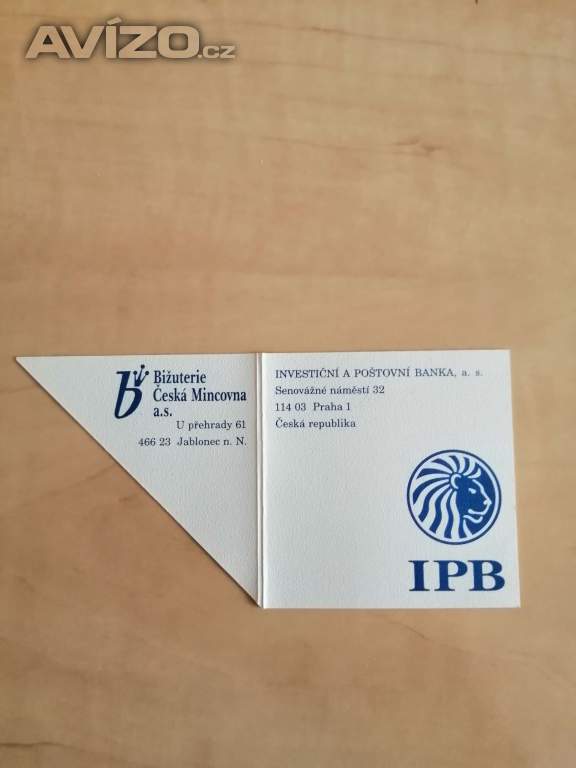 AVÍZO.cz
Bižuterie
Česká Mincovna
a.s.
U přehrady 61
466 23 Jablonec n. N.
INVESTIČNÍ A POŠTOVNÍ BANKA, a. s.
Senovážné náměstí 32
114 03 Praha 1
Česká republika
IPB